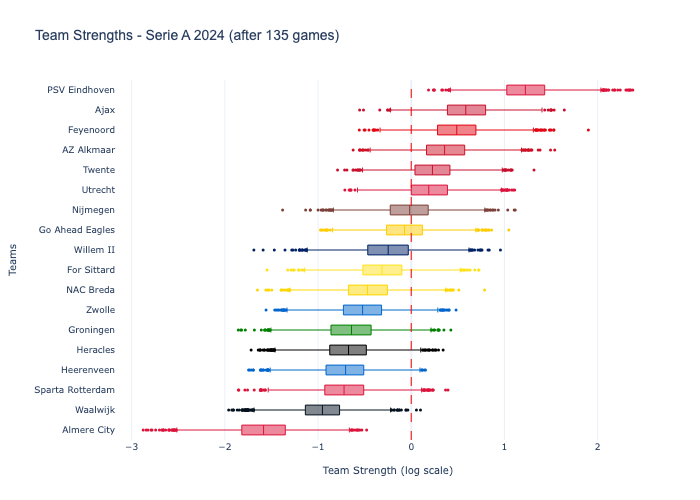 Team Strengths - Serie A 2024 (after 135 games)
PSV Eindhoven
Ajax
Feyenoord
AZ Alkmaar
Twente
Utrecht
Nijmegen
Go Ahead Eagles
Willem II
For Sittard
NAC Breda
Zwolle
Groningen
Heracles
Heerenveen
Sparta Rotterdam
Waalwijk
Almere City
Teams
−3 −2 −1 0 1 2
Team Strength (log scale)